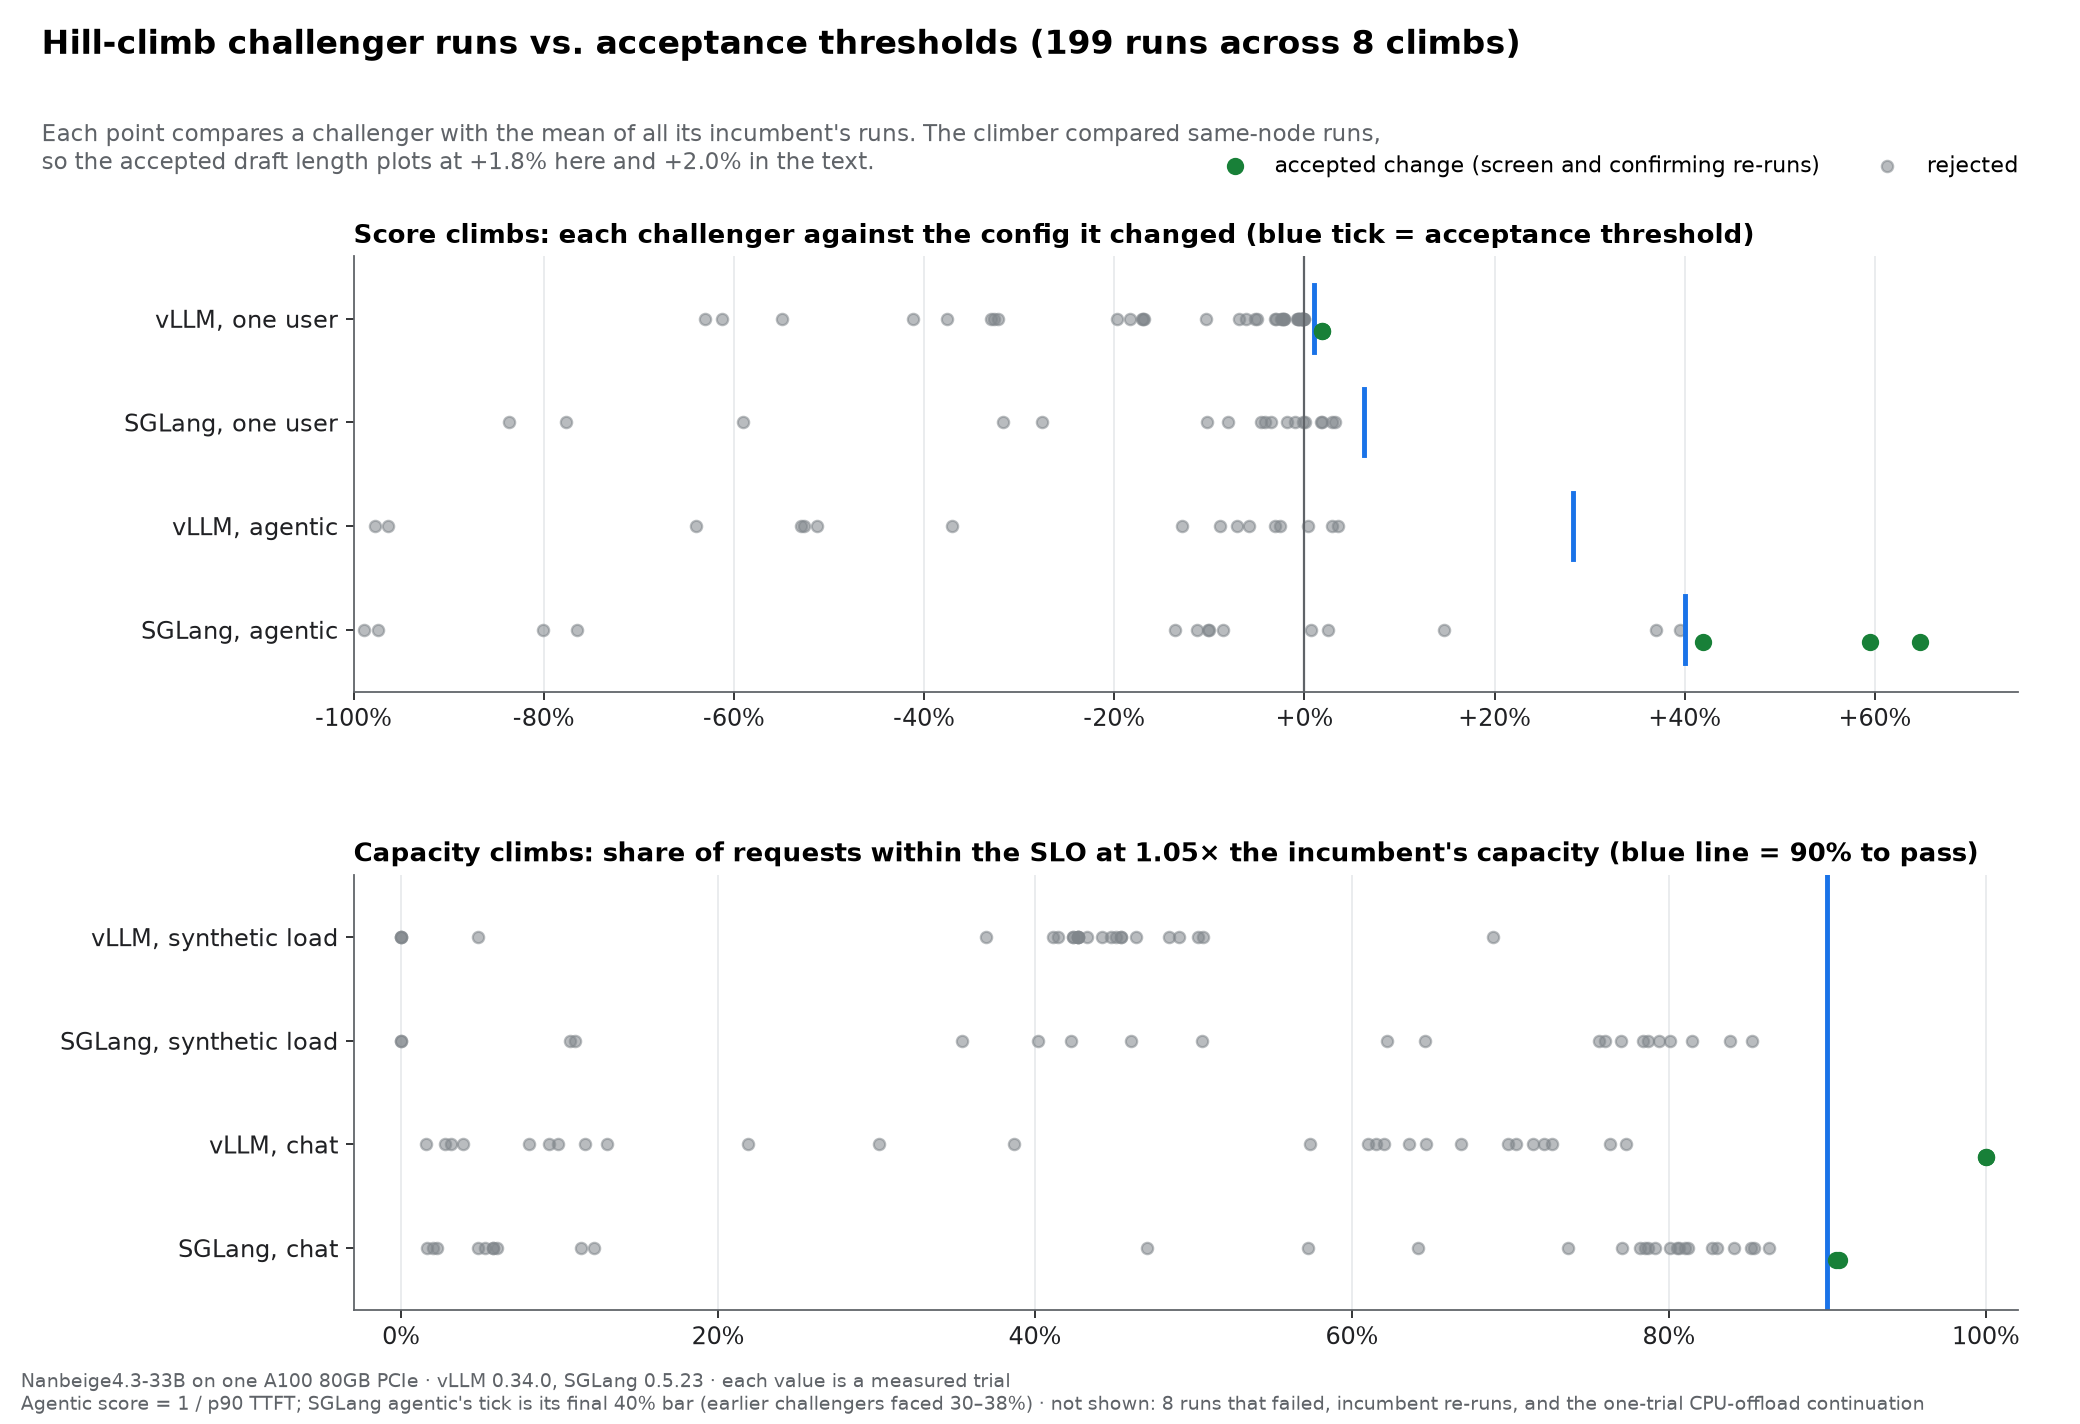 Hill-climb challenger runs vs. acceptance thresholds (199 runs across 8 climbs)
Each point compares a challenger with the mean of all its incumbent's runs. The climber compared same-node runs,
so the accepted draft length plots at +1.8% here and +2.0% in the text.
accepted change (screen and confirming re-runs)
rejected
Score climbs: each challenger against the config it changed (blue tick = acceptance threshold)
vLLM, one user
SGLang, one user
vLLM, agentic
SGLang, agentic
-100% -80% -60% -40% -20% +0% +20% +40% +60%
Capacity climbs: share of requests within the SLO at 1.05× the incumbent's capacity (blue line = 90% to pass)
vLLM, synthetic load
SGLang, synthetic load
vLLM, chat
SGLang, chat
0% 20% 40% 60% 80% 100%
Nanbeige4.3-33B on one A100 80GB PCIe · vLLM 0.34.0, SGLang 0.5.23 · each value is a measured trial
Agentic score = 1 / p90 TTFT; SGLang agentic's tick is its final 40% bar (earlier challengers faced 30–38%) · not shown: 8 runs that failed, incumbent re-runs, and the one-trial CPU-offload continuation